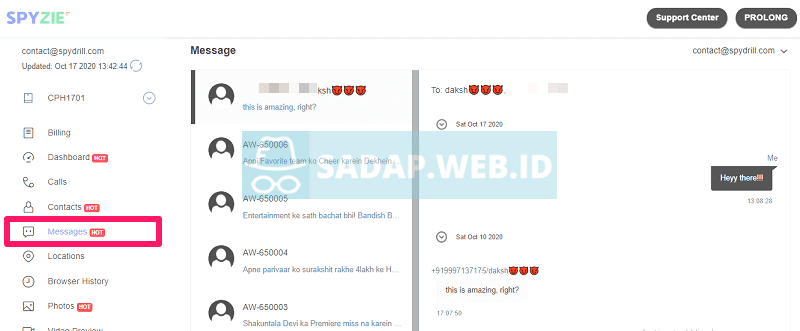 SPYZIE
Support Center
PROLONG
contact@spydrill.com
Updated: Oct 17 2020 13:42:44
CPH1701
Billing
Dashboard HOT
Calls
Contacts HOT
Messages HOT
Locations
Browser History
Photos HOT
Video Preview
Message
contact@spydrill.com
ksh😈😈😈
this is amazing, right?
AW-650006
Apni Favorite team ko Cheer karein Dekhein
AW-650005
Entertainment ke sath bachat bhi! Bandish B...
AW-650004
Apne parivaar ko surakshit rakhe 4lakh ke H...
AW-650003
Shakuntala Devi ka Premiere miss na karein
To: daksh😈😈😈,
Sat Oct 17 2020
Me
Heyy there!!!
13:08:28
Sat Oct 10 2020
+919997137175/daksh😈😈😈
this is amazing, right?
17:07:50
SADAP.WEB.ID